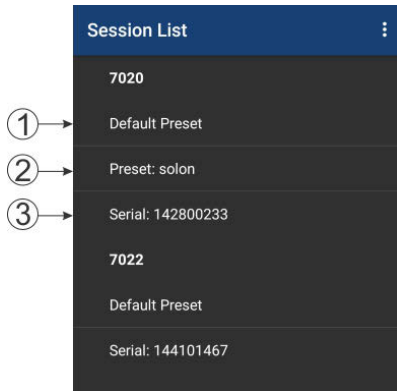 Session List
7020
1 Default Preset
2 Preset: solon
3 Serial: 142800233
7022
Default Preset
Serial: 144101467